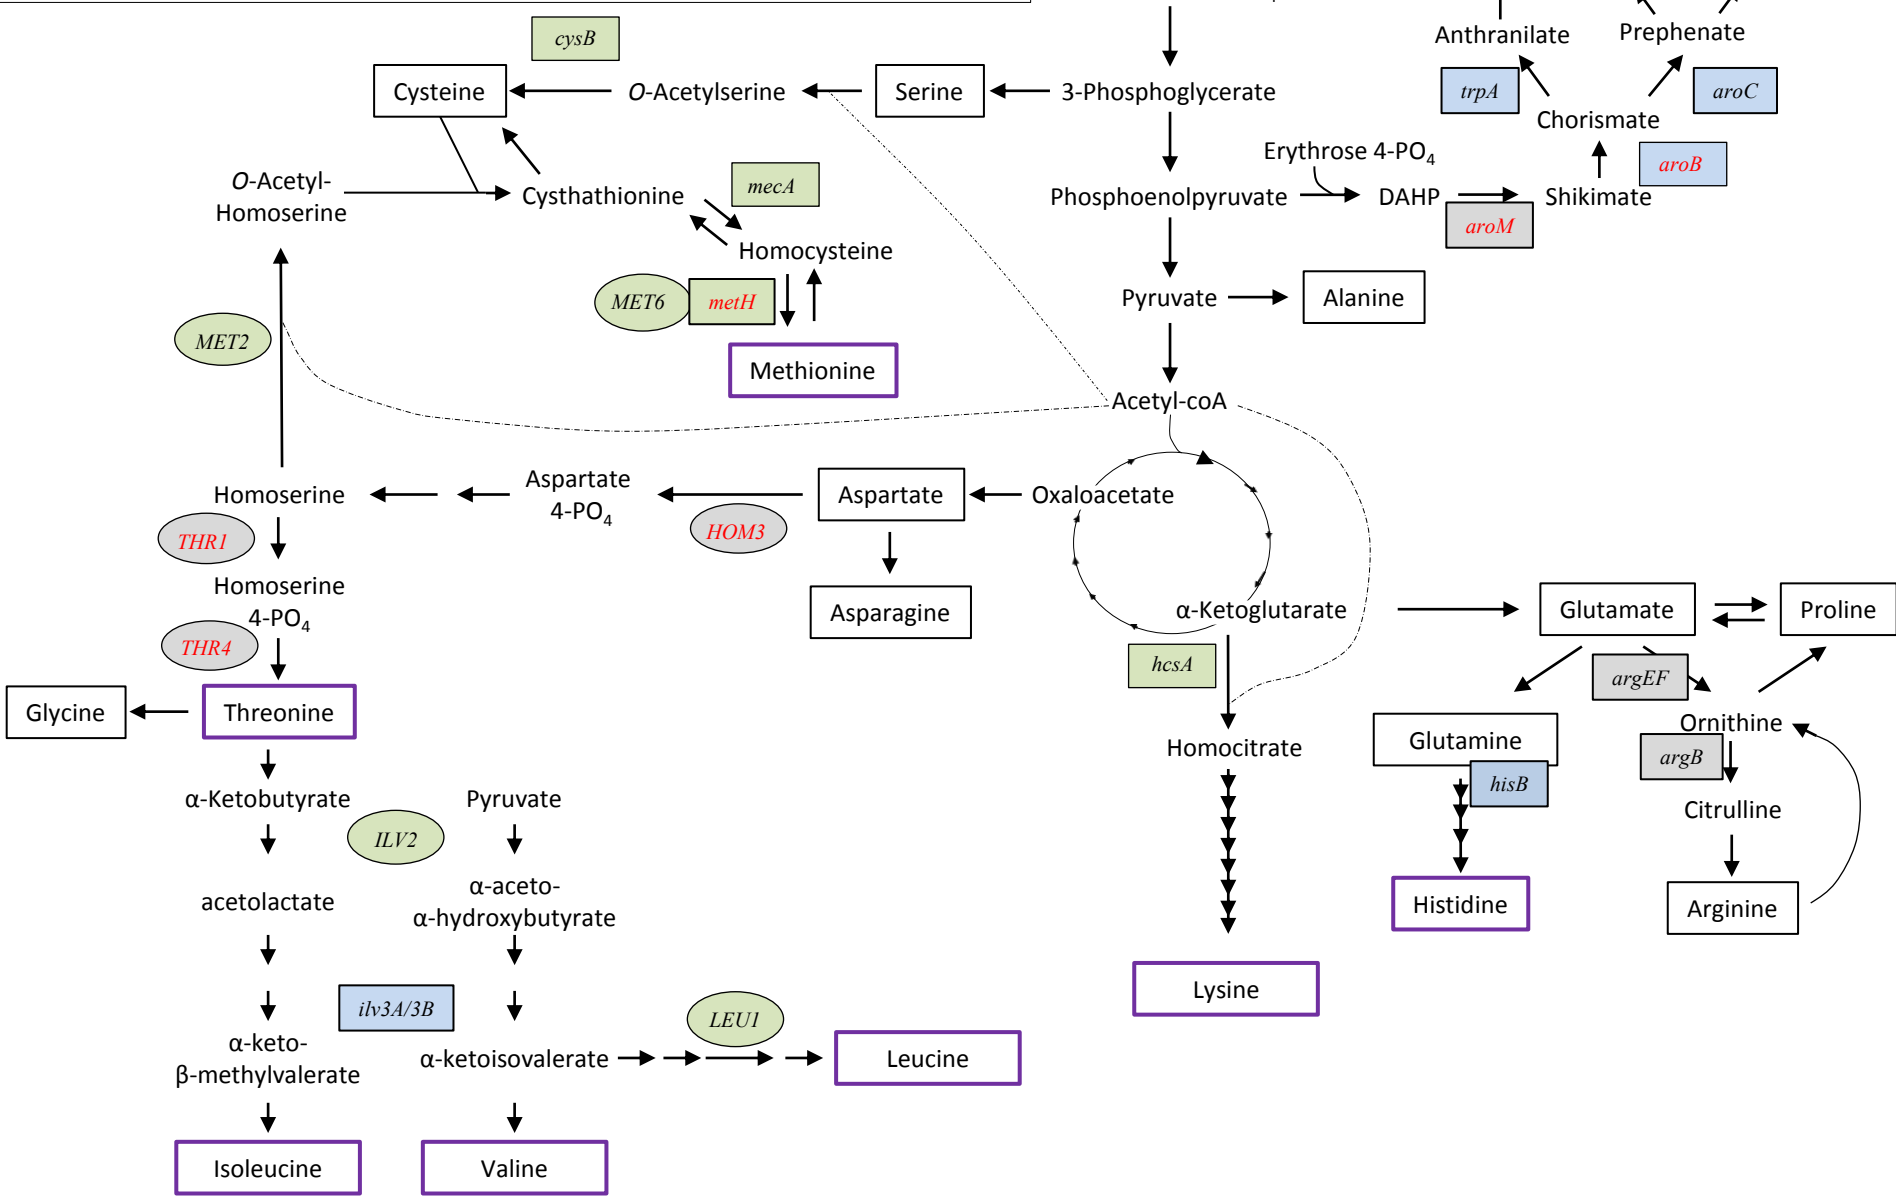 Anthranilate
Prephenate
cysB
Cysteine
O-Acetylserine
Serine
3-Phosphoglycerate
trpA
aroC
Chorismate
Erythrose 4-PO4
aroB
O-Acetyl-
Homoserine
Cysthathionine
mecA
Phosphoenolpyruvate
DAHP
Shikimate
aroM
Homocysteine
MET6
metH
Pyruvate
Alanine
MET2
Methionine
Acetyl-coA
Homoserine
Aspartate
4-PO4
Aspartate
Oxaloacetate
THR1
HOM3
Homoserine
4-PO4
Asparagine
α-Ketoglutarate
Glutamate
Proline
THR4
hcsA
argEF
Glycine
Threonine
Ornithine
Homocitrate
Glutamine
argB
hisB
α-Ketobutyrate
Pyruvate
Citrulline
ILV2
acetolactate
α-aceto-
α-hydroxybutyrate
Histidine
Arginine
Lysine
ilv3A/3B
LEU1
α-keto-
β-methylvalerate
α-ketoisovalerate
Leucine
Isoleucine
Valine